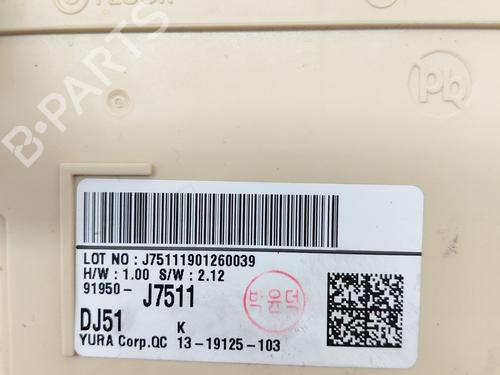 Pb
B-PARTS
LOT NO : J75111901260039
H/W : 1.00 S/W : 2.12
91950- J7511
박윤덕
DJ51 K
YURA Corp.QC 13-19125-103